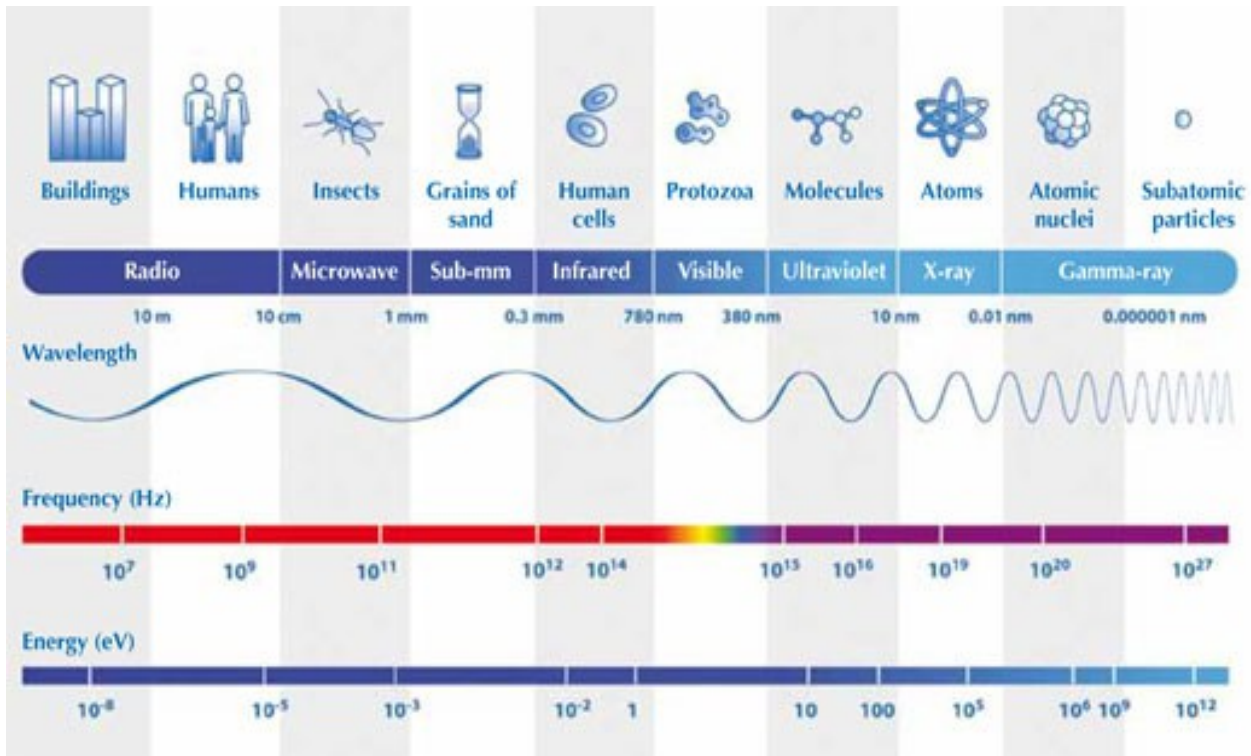 Buildings
Humans
Insects
Grains of
sand
Human
cells
Protozoa
Molecules
Atoms
Atomic
nuclei
Subatomic
particles
Radio Microwave Sub-mm Infrared Visible Ultraviolet X-ray Gamma-ray
10 m 10 cm 1 mm 0.3 mm 780 nm 380 nm 10 nm 0.01 nm 0.000001 nm
Wavelength
Frequency (Hz)
10⁷ 10⁹ 10¹¹ 10¹² 10¹⁴ 10¹⁵ 10¹⁶ 10¹⁹ 10²⁰ 10²⁷
Energy (eV)
10⁻⁸ 10⁻⁵ 10⁻³ 10⁻² 1 10 100 10⁵ 10⁶ 10⁹ 10¹²